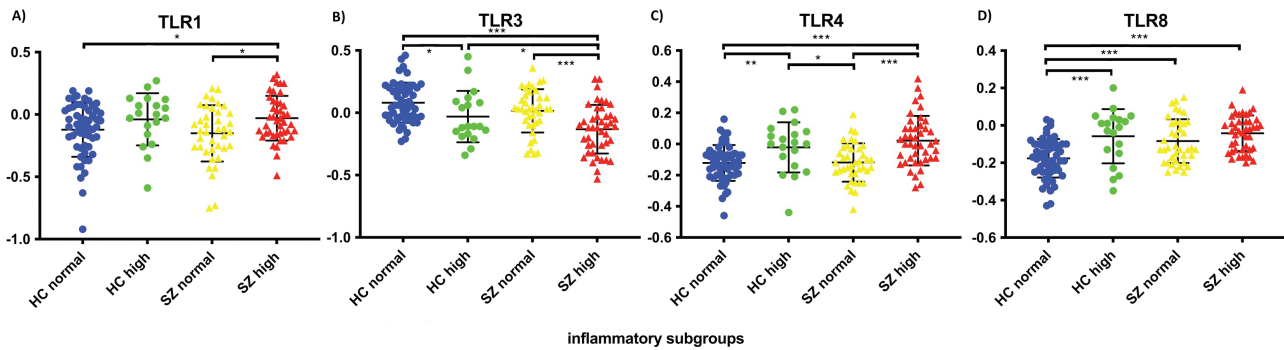 A) TLR1
B) TLR3
C) TLR4
D) TLR8
*
*
0.5
0.0
-0.5
-1.0
HC normal
HC high
SZ normal
SZ high
***
*
*
***
0.5
0.0
-0.5
-1.0
HC normal
HC high
SZ normal
SZ high
***
**
*
***
0.6
0.4
0.2
0.0
-0.2
-0.4
-0.6
HC normal
HC high
SZ normal
SZ high
***
***
***
0.4
0.2
0.0
-0.2
-0.4
-0.6
HC normal
HC high
SZ normal
SZ high
inflammatory subgroups